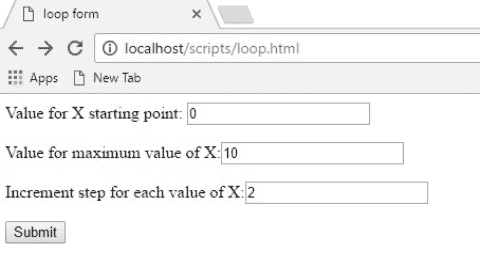 loop form
localhost/scripts/loop.html
Apps New Tab
Value for X starting point: 0
Value for maximum value of X: 10
Increment step for each value of X: 2
Submit